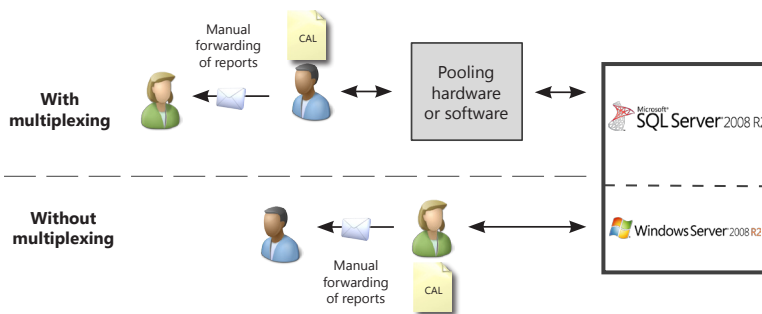 Manual
forwarding
of reports
CAL
With
multiplexing
Pooling
hardware
or software
Microsoft®
SQL Server® 2008 R2
Without
multiplexing
Windows Server® 2008 R2
Manual
forwarding
of reports
CAL